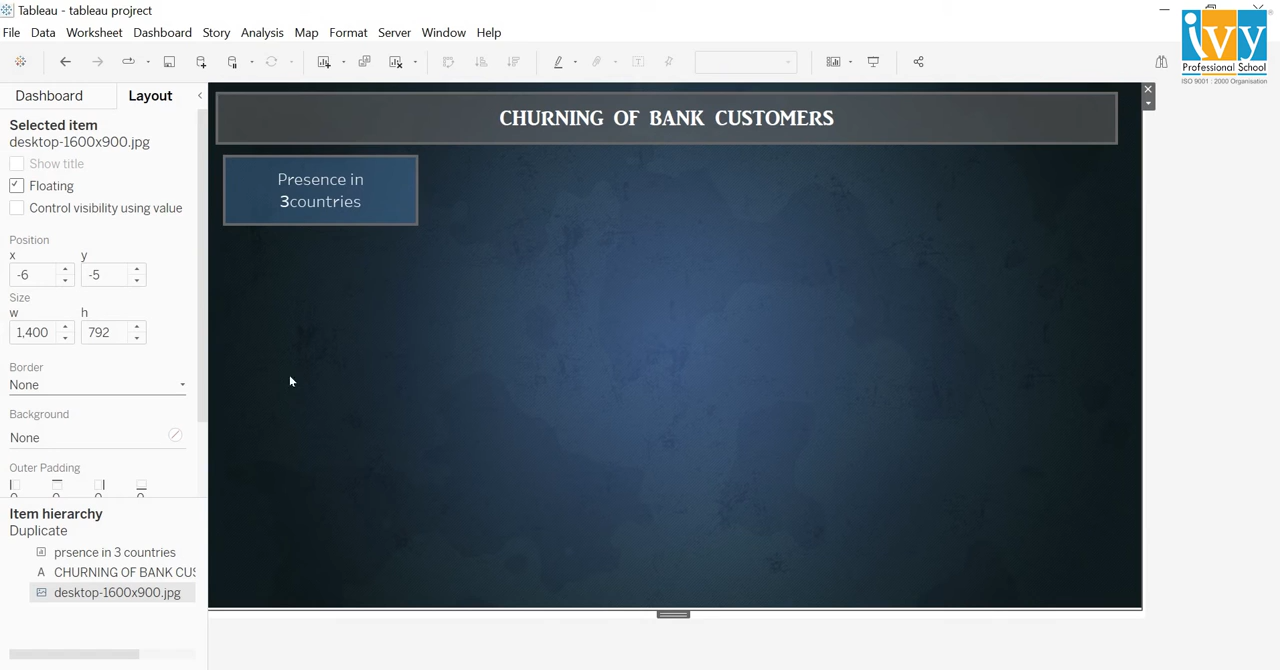 Tableau - tableau projrect
File Data Worksheet Dashboard Story Analysis Map Format Server Window Help
ivy
Professional School
ISO 9001 : 2000 Organisation
Dashboard Layout
CHURNING OF BANK CUSTOMERS
Selected item
desktop-1600x900.jpg
Show title
Floating
Control visibility using value
Presence in
3countries
Position
x y
-6 -5
Size
w h
1,400 792
Border
None
Background
None
Outer Padding
0 0 0 0
Item hierarchy
Duplicate
prsence in 3 countries
A CHURNING OF BANK CUS
desktop-1600x900.jpg